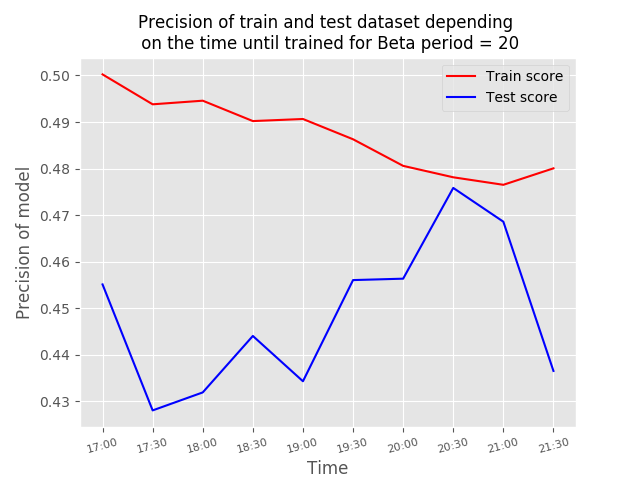 Precision of train and test dataset depending
on the time until trained for Beta period = 20
Train score
Test score
Precision of model
0.50
0.49
0.48
0.47
0.46
0.45
0.44
0.43
17:00 17:30 18:00 18:30 19:00 19:30 20:00 20:30 21:00 21:30
Time